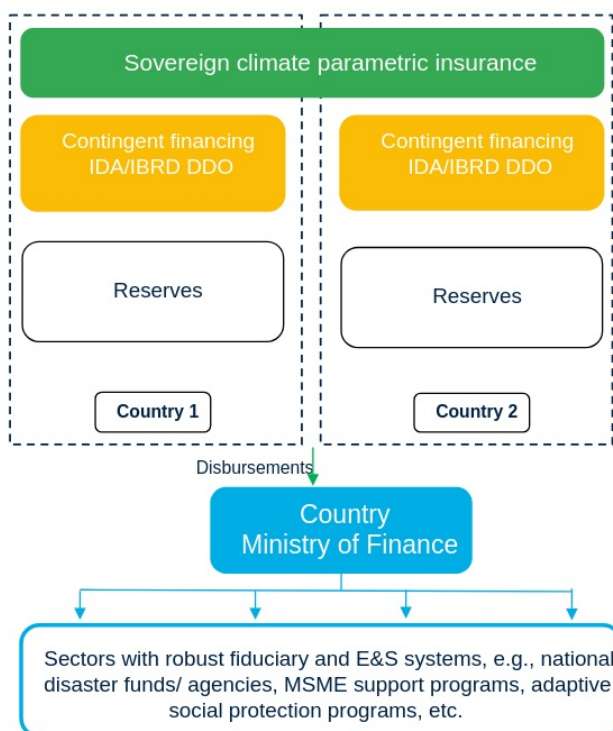 Sovereign climate parametric insurance
Contingent financing
IDA/IBRD DDO
Contingent financing
IDA/IBRD DDO
Reserves
Reserves
Country 1
Country 2
Disbursements
Country
Ministry of Finance
Sectors with robust fiduciary and E&S systems, e.g., national
disaster funds/ agencies, MSME support programs, adaptive
social protection programs, etc.